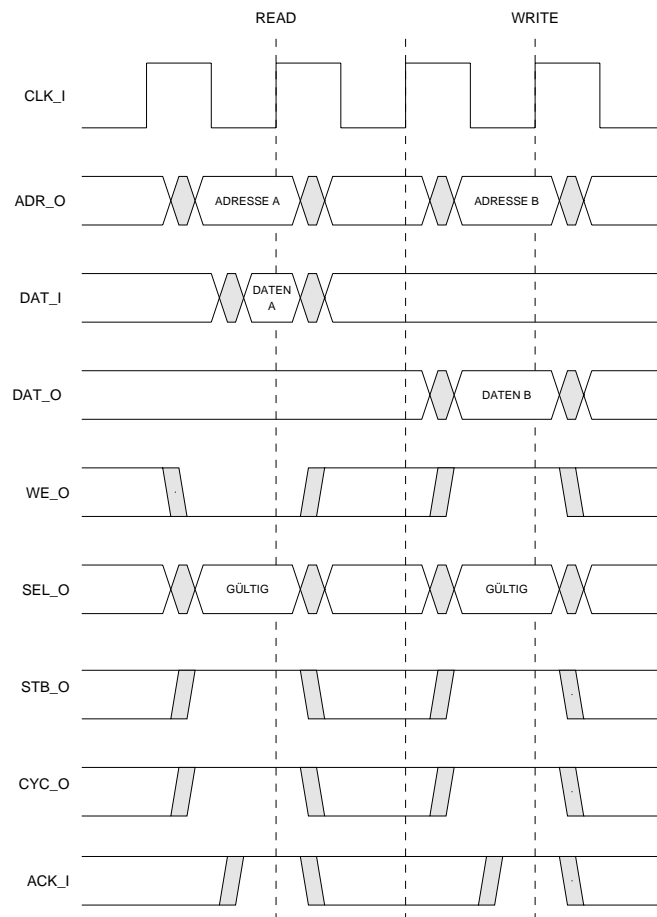 READ WRITE
CLK_I
ADR_O ADRESSE A ADRESSE B
DAT_I DATEN
A
DAT_O DATEN B
WE_O
SEL_O GÜLTIG GÜLTIG
STB_O
CYC_O
ACK_I